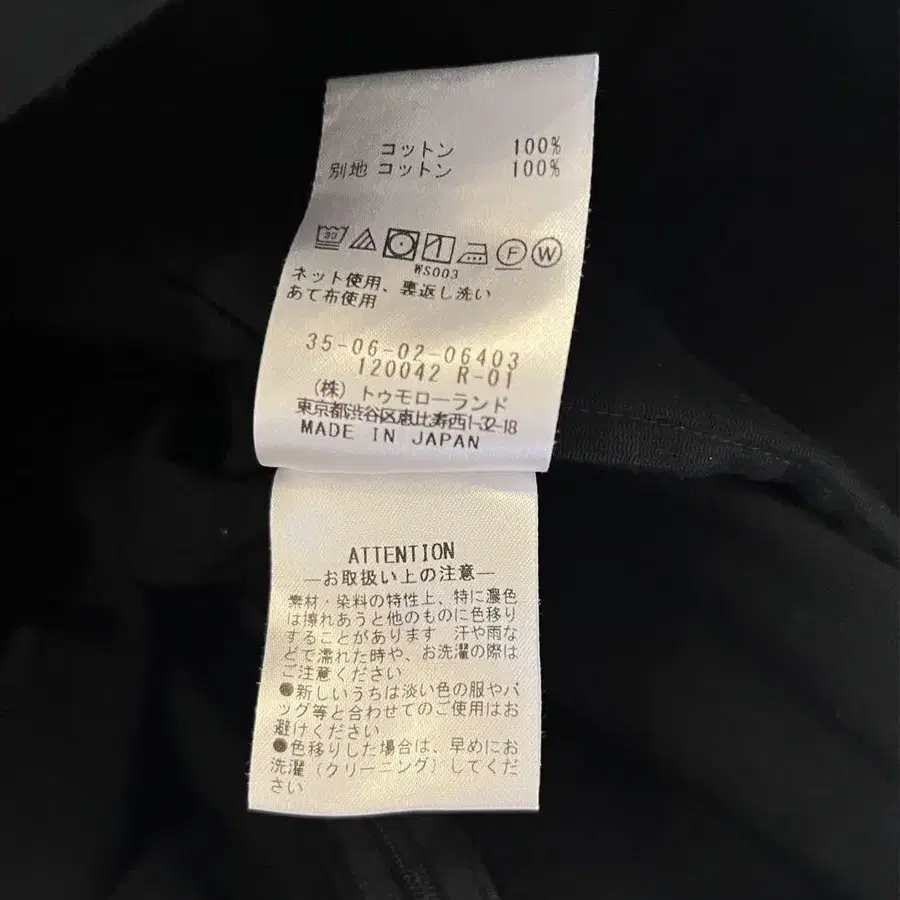 コットン 100%
別地 コットン 100%
30 F W
WS003
ネット使用、裏返し洗い
あて布使用
35-06-02-06403
120042 R-01
(株) トゥモローランド
東京都渋谷区恵比寿西1-32-18
MADE IN JAPAN
ATTENTION
—お取扱い上の注意—
素材・染料の特性上、特に濃色
は擦れあうと他のものに色移り
することがあります 汗や雨な
どで濡れた時や、お洗濯の際は
ご注意ください
●新しいうちは淡い色の服やバ
ッグ等と合わせてのご使用はお
避けください
●色移りした場合は、早めにお
洗濯（クリーニング）してくだ
さい